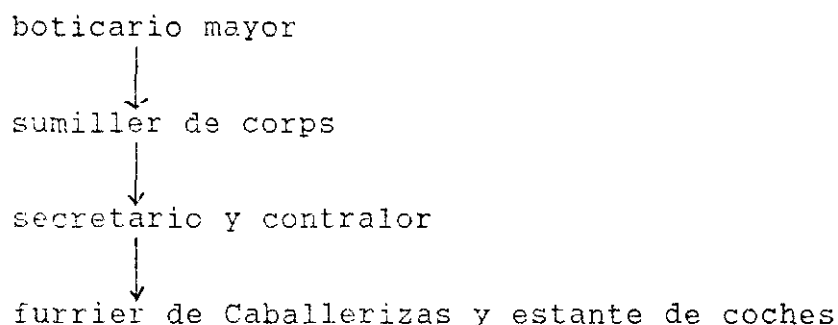 boticario mayor
sumiller de corps
secretario y contralor
furrier de Caballerizas y estante de coches